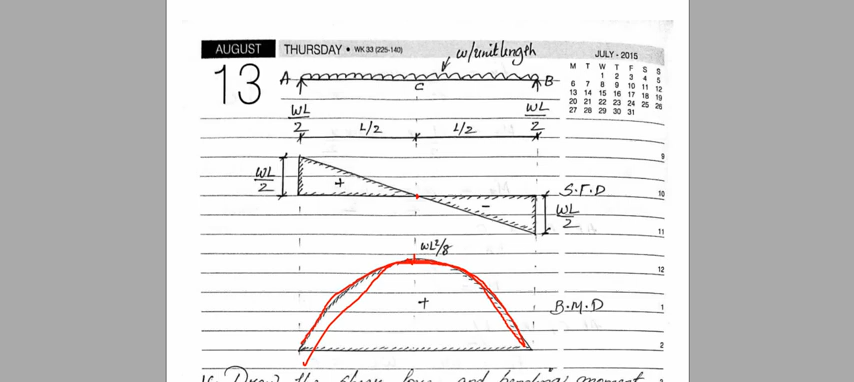 AUGUST THURSDAY • WK 33 (225-140)
13
w/unit length
JULY - 2015
M T W T F S S
1 2 3 4 5
6 7 8 9 10 11 12
13 14 15 16 17 18 19
20 21 22 23 24 25 26
27 28 29 30 31
A C B
WL/2 WL/2
L/2 L/2
9
WL/2 + S.F.D
10
- WL/2
11
WL²/8
12
+ B.M.D
1
2
Draw the shear force and bending moment